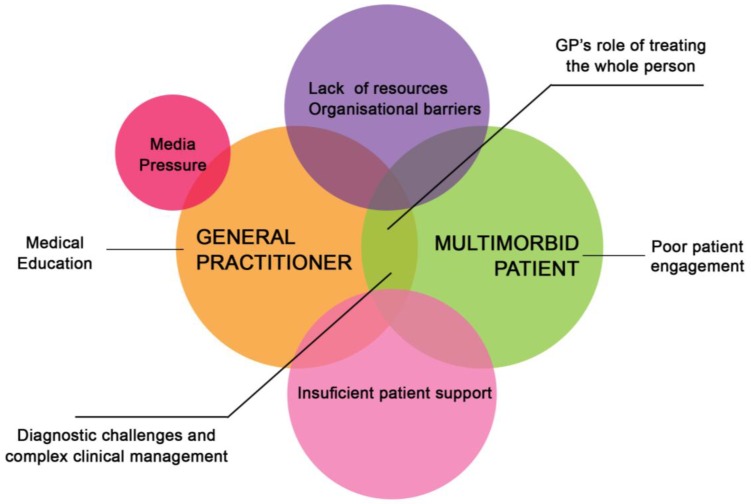 GP's role of treating
the whole person
Lack of resources
Organisational barriers
Media
Pressure
Medical
Education
GENERAL
PRACTITIONER
MULTIMORBID
PATIENT
Poor patient
engagement
Insuficient patient support
Diagnostic challenges and
complex clinical management